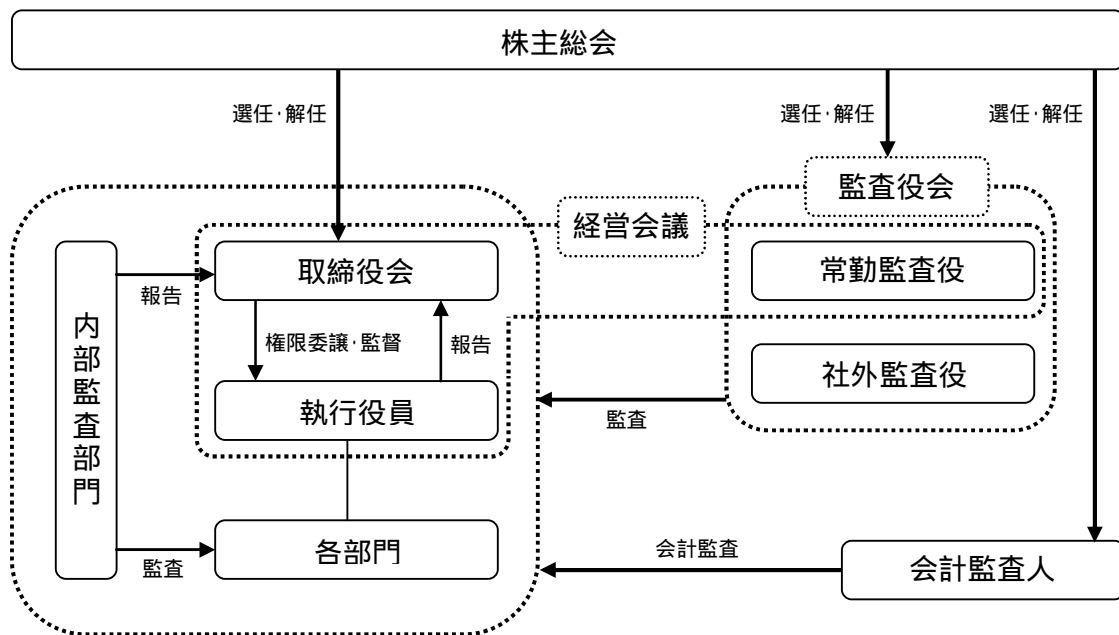 株主総会
選任･解任
選任･解任
選任･解任
監査役会
経営会議
取締役会
常勤監査役
報告
内部監査部門
権限委譲･監督
報告
社外監査役
執行役員
監査
各部門
会計監査
監査
会計監査人